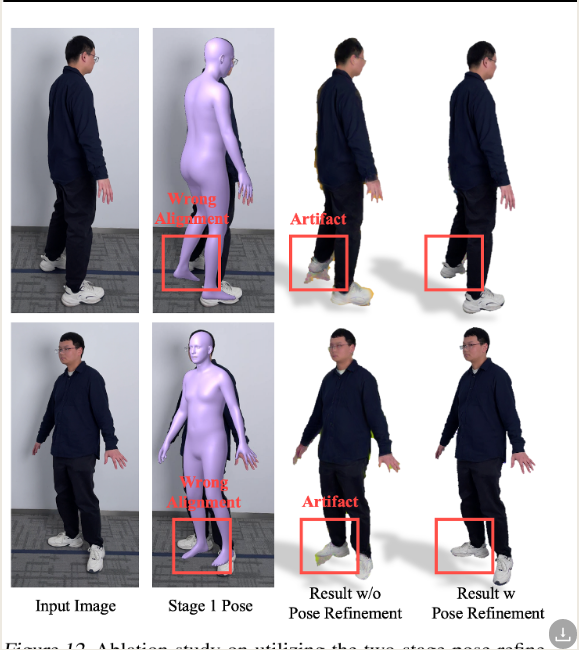 Wrong
Alignment
Artifact
Wrong
Alignment
Artifact
Input Image
Stage 1 Pose
Result w/o
Pose Refinement
Result w
Pose Refinement
Figure 12. Ablation study on utilizing the two-stage pose refine-